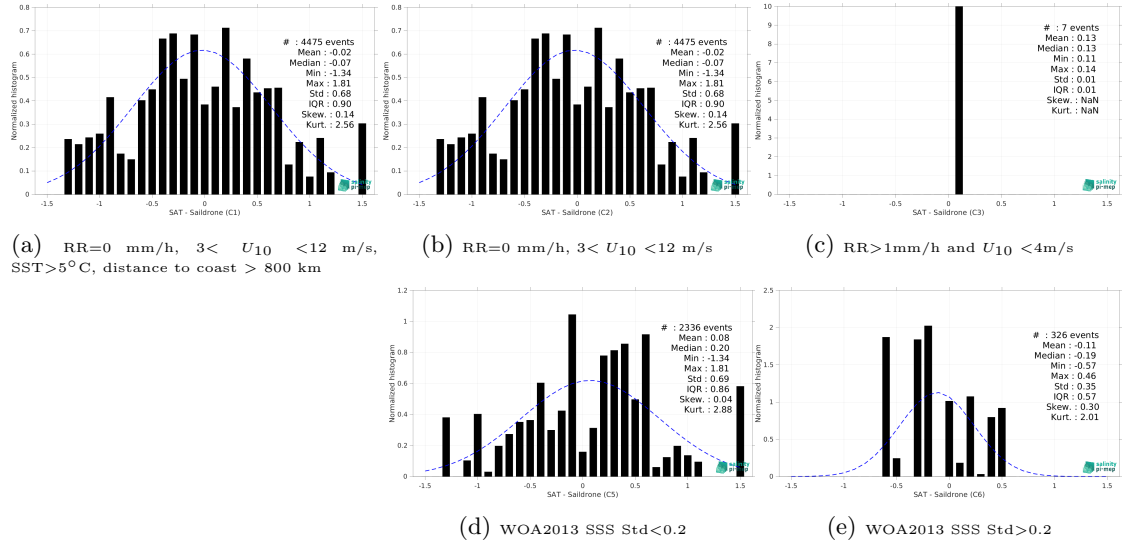 0.8
0.7
0.6
0.5
0.4
0.3
0.2
0.1
0
Normalized histogram
# : 4475 events
Mean : -0.02
Median : -0.07
Min : -1.34
Max : 1.81
Std : 0.68
IQR : 0.90
Skew. : 0.14
Kurt. : 2.56
salinity
pi-mep
-1.5 -1 -0.5 0 0.5 1 1.5
SAT - Saildrone (C1)
(a) RR=0 mm/h, 3< U10 <12 m/s,
SST>5°C, distance to coast > 800 km
0.8
0.7
0.6
0.5
0.4
0.3
0.2
0.1
0
Normalized histogram
# : 4475 events
Mean : -0.02
Median : -0.07
Min : -1.34
Max : 1.81
Std : 0.68
IQR : 0.90
Skew. : 0.14
Kurt. : 2.56
salinity
pi-mep
-1.5 -1 -0.5 0 0.5 1 1.5
SAT - Saildrone (C2)
(b) RR=0 mm/h, 3< U10 <12 m/s
10
9
8
7
6
5
4
3
2
1
0
Normalized histogram
# : 7 events
Mean : 0.13
Median : 0.13
Min : 0.11
Max : 0.14
Std : 0.01
IQR : 0.01
Skew. : NaN
Kurt. : NaN
salinity
pi-mep
-1.5 -1 -0.5 0 0.5 1 1.5
SAT - Saildrone (C3)
(c) RR>1mm/h and U10 <4m/s
1.2
1
0.8
0.6
0.4
0.2
0
Normalized histogram
# : 2336 events
Mean : 0.08
Median : 0.20
Min : -1.34
Max : 1.81
Std : 0.69
IQR : 0.86
Skew. : 0.04
Kurt. : 2.88
salinity
pi-mep
-1.5 -1 -0.5 0 0.5 1 1.5
SAT - Saildrone (C5)
(d) WOA2013 SSS Std<0.2
2.5
2
1.5
1
0.5
0
Normalized histogram
# : 326 events
Mean : -0.11
Median : -0.19
Min : -0.57
Max : 0.46
Std : 0.35
IQR : 0.57
Skew. : 0.30
Kurt. : 2.01
salinity
pi-mep
-1.5 -1 -0.5 0 0.5 1 1.5
SAT - Saildrone (C6)
(e) WOA2013 SSS Std>0.2